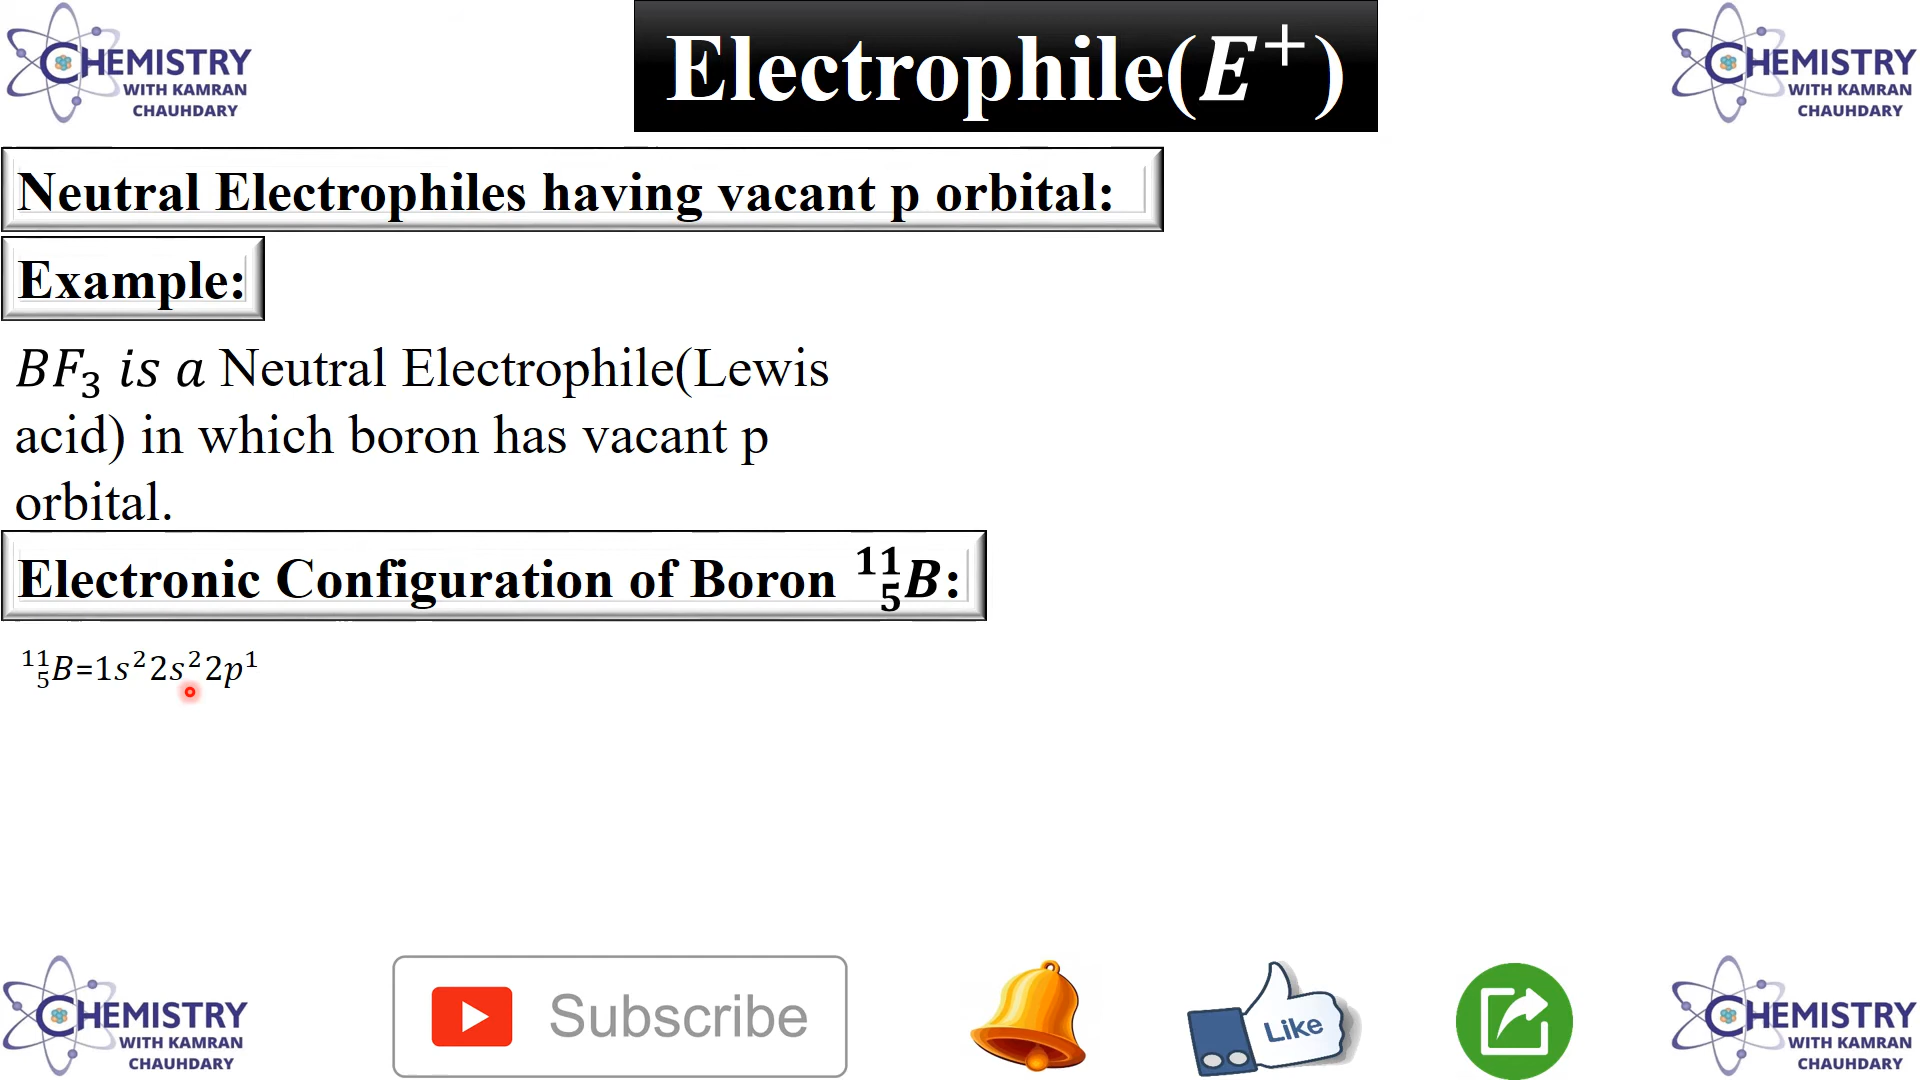 CHEMISTRY
WITH KAMRAN
CHAUHDARY
Electrophile(E⁺)
CHEMISTRY
WITH KAMRAN
CHAUHDARY
Neutral Electrophiles having vacant p orbital:
Example:
BF₃ is a Neutral Electrophile(Lewis
acid) in which boron has vacant p
orbital.
Electronic Configuration of Boron ¹¹₅B:
¹¹₅B=1s²2s²2p¹
CHEMISTRY
WITH KAMRAN
CHAUHDARY
Subscribe
Like
CHEMISTRY
WITH KAMRAN
CHAUHDARY